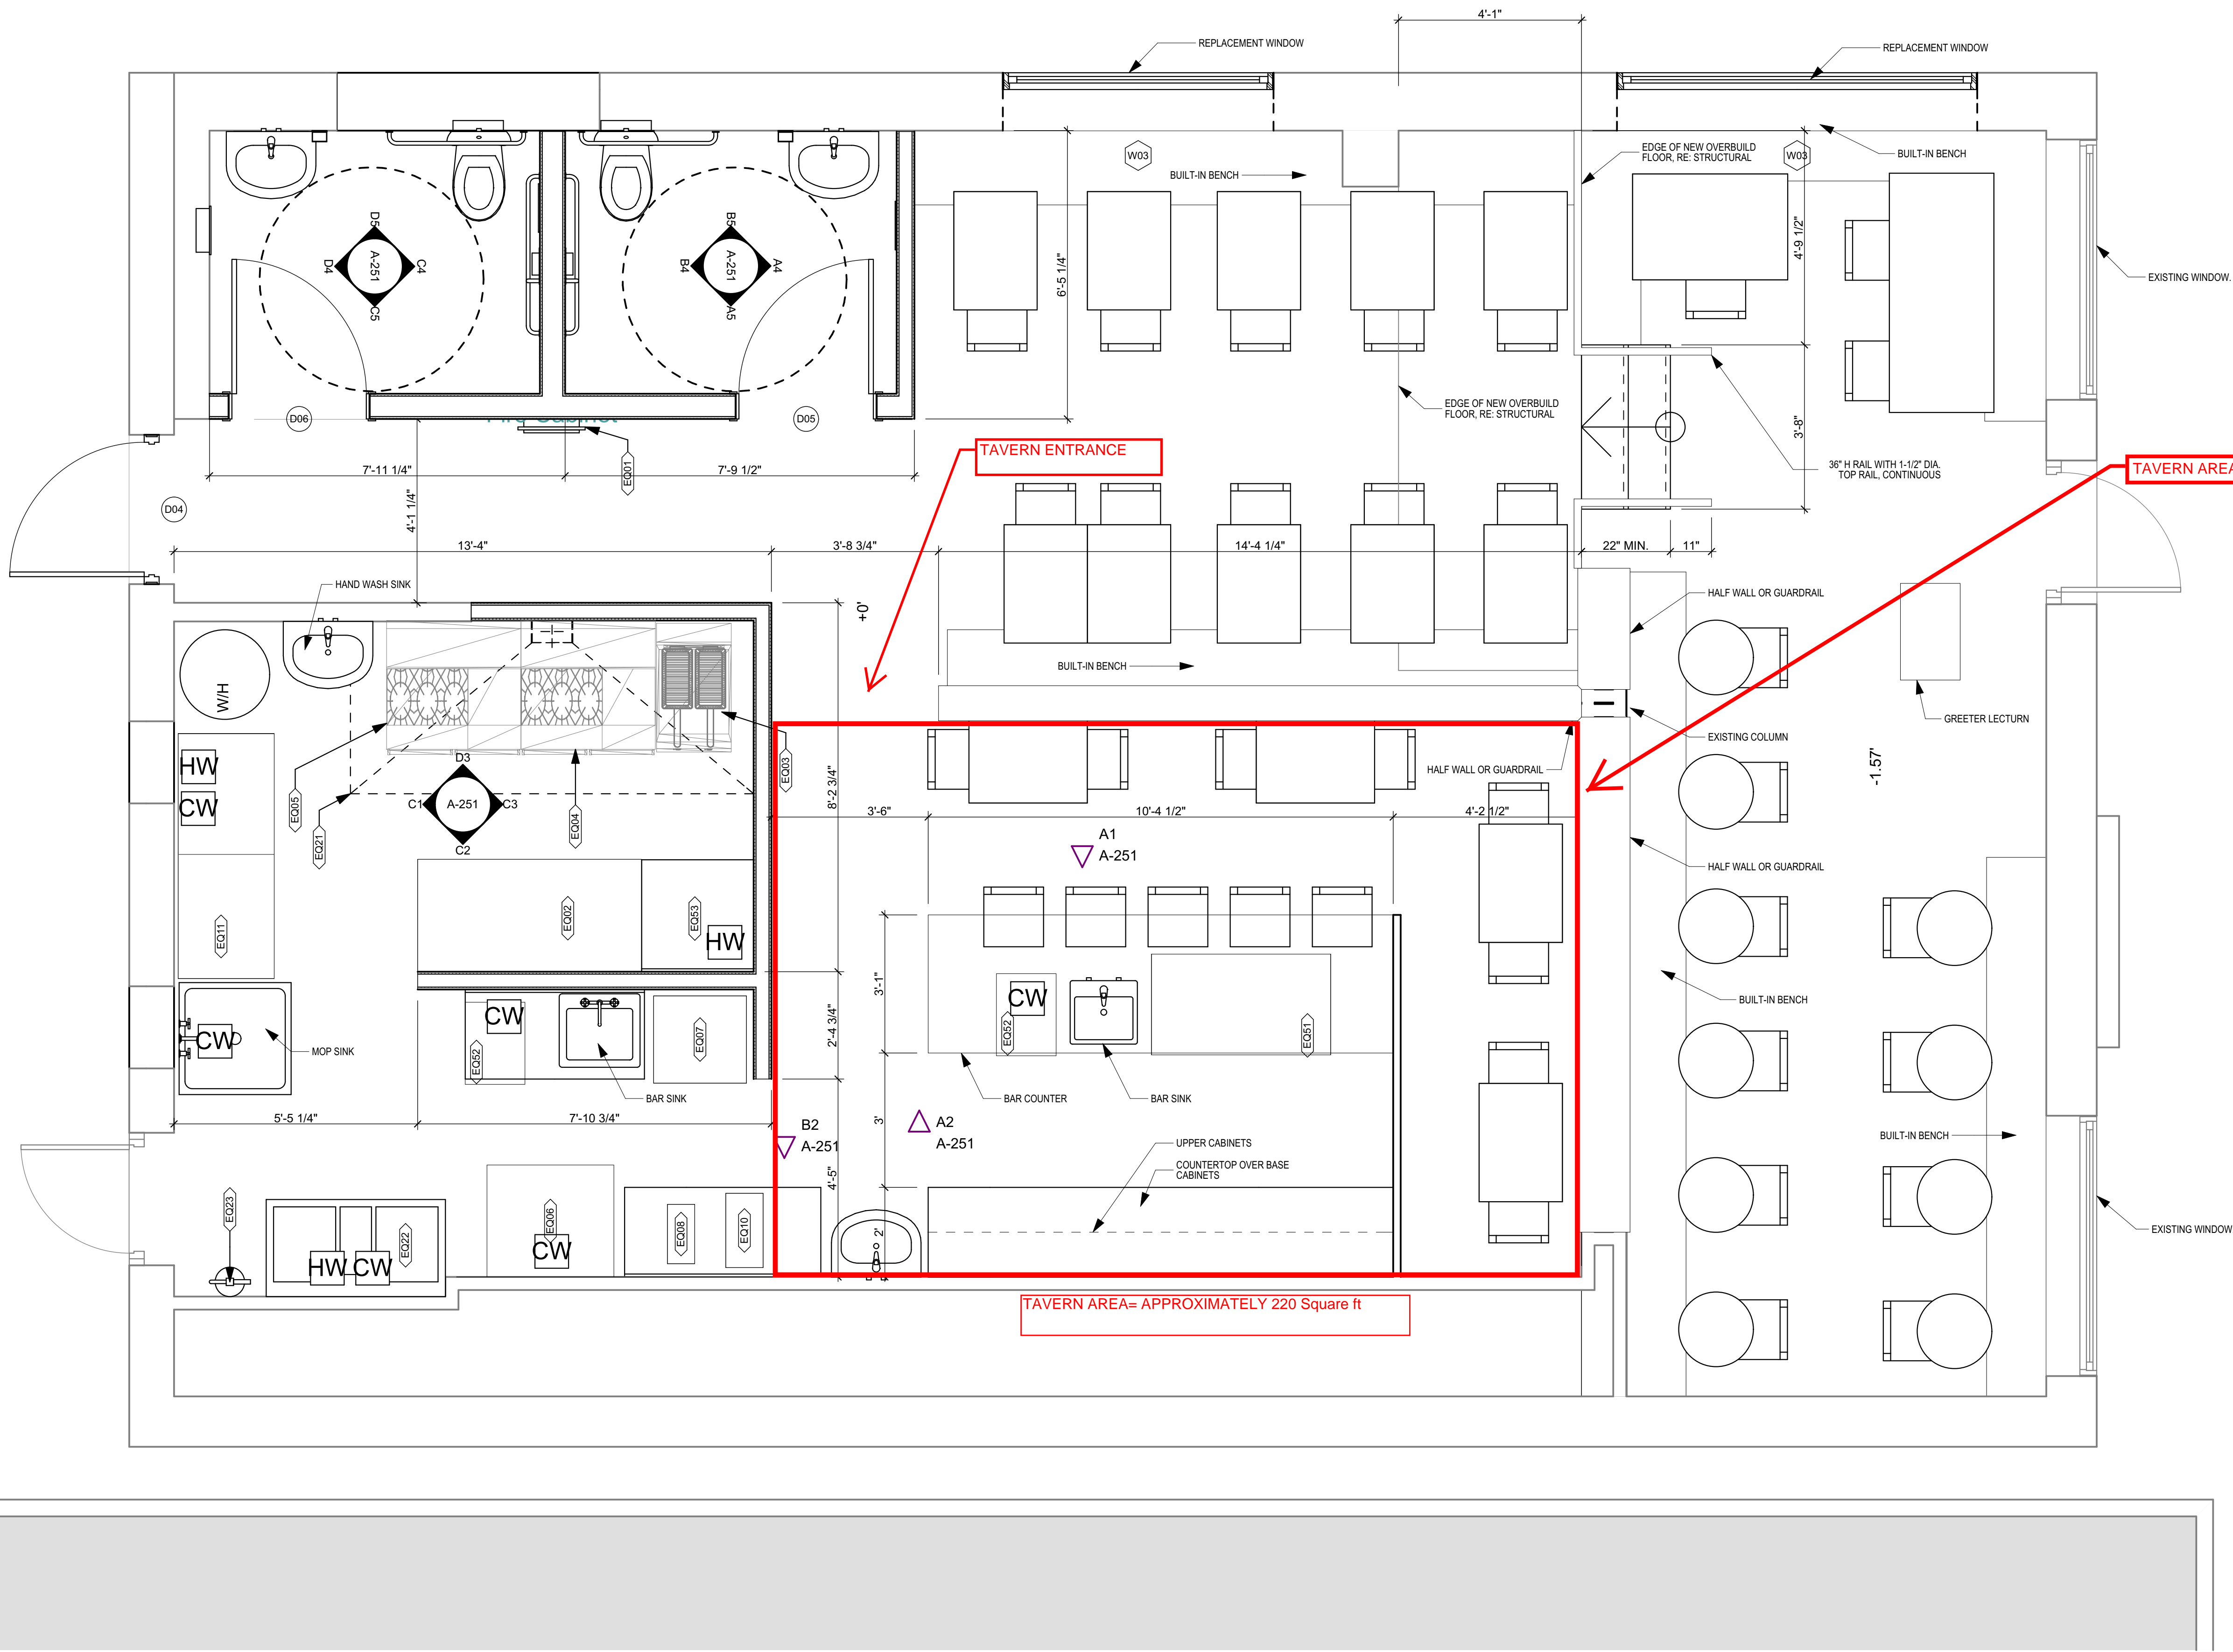 4'-1"
REPLACEMENT WINDOW
REPLACEMENT WINDOW
W03
BUILT-IN BENCH
EDGE OF NEW OVERBUILD
FLOOR, RE: STRUCTURAL
W03
BUILT-IN BENCH
D5
D4
A-251
C4
C5
B5
B4
A-251
A4
A5
6'-5 1/4"
4'-9 1/2"
EXISTING WINDOW.
D06
D05
EDGE OF NEW OVERBUILD
FLOOR, RE: STRUCTURAL
3'-8"
TAVERN ENTRANCE
36" H RAIL WITH 1-1/2" DIA.
TOP RAIL, CONTINUOUS
TAVERN AREA
7'-11 1/4"
EQ01
7'-9 1/2"
D04
4'-1 1/4"
13'-4"
3'-8 3/4"
14'-4 1/4"
22" MIN.
11"
HAND WASH SINK
+0'
HALF WALL OR GUARDRAIL
W/H
BUILT-IN BENCH
GREETER LECTURN
EXISTING COLUMN
HW
CW
D3
C1
A-251
C3
C2
EQ05
EQ21
EQ04
EQ03
8'-2 3/4"
HALF WALL OR GUARDRAIL
-1.57'
3'-6"
10'-4 1/2"
4'-2 1/2"
A1
A-251
HALF WALL OR GUARDRAIL
EQ11
EQ02
EQ53
HW
3'-1"
CW
EQ52
EQ51
BUILT-IN BENCH
CW
MOP SINK
CW
EQ52
EQ07
BAR SINK
2'-4 3/4"
BAR COUNTER
BAR SINK
5'-5 1/4"
7'-10 3/4"
B2
A-251
3'
A2
A-251
UPPER CABINETS
COUNTERTOP OVER BASE
CABINETS
BUILT-IN BENCH
4'-5"
EQ23
HW
CW
EQ22
EQ06
CW
EQ08
EQ10
2'
EXISTING WINDOW
TAVERN AREA= APPROXIMATELY 220 Square ft